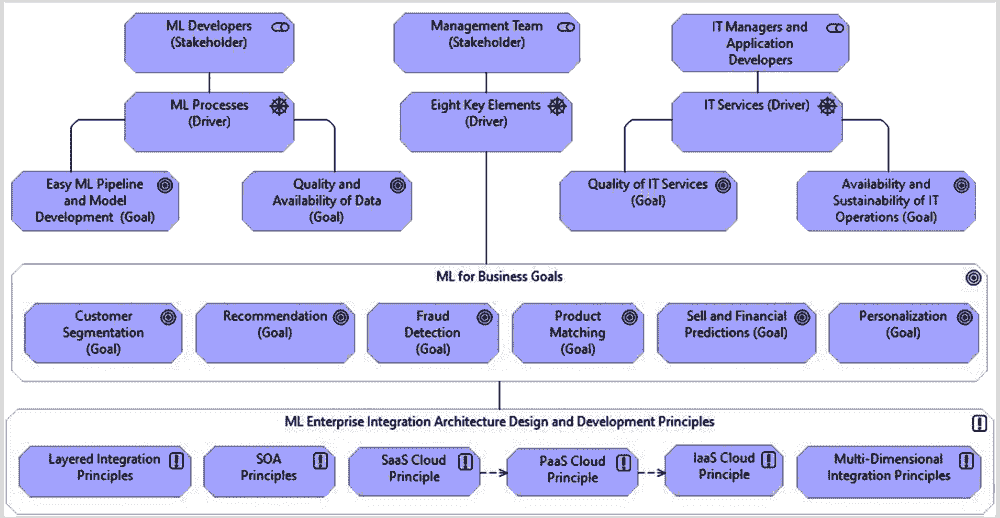 ML Developers
(Stakeholder)
Management Team
(Stakeholder)
IT Managers and
Application
Developers
ML Processes
(Driver)
Eight Key Elements
(Driver)
IT Services (Driver)
Easy ML Pipeline
and Model
Development (Goal)
Quality and
Availability of Data
(Goal)
Quality of IT Services
(Goal)
Availability and
Sustainability of IT
Operations (Goal)
ML for Business Goals
Customer
Segmentation
(Goal)
Recommendation
(Goal)
Fraud
Detection
(Goal)
Product
Matching
(Goal)
Sell and Financial
Predictions (Goal)
Personalization
(Goal)
ML Enterprise Integration Architecture Design and Development Principles
Layered Integration
Principles
SOA
Principles
SaaS Cloud
Principle
PaaS Cloud
Principle
IaaS Cloud
Principle
Multi-Dimensional
Integration Principles